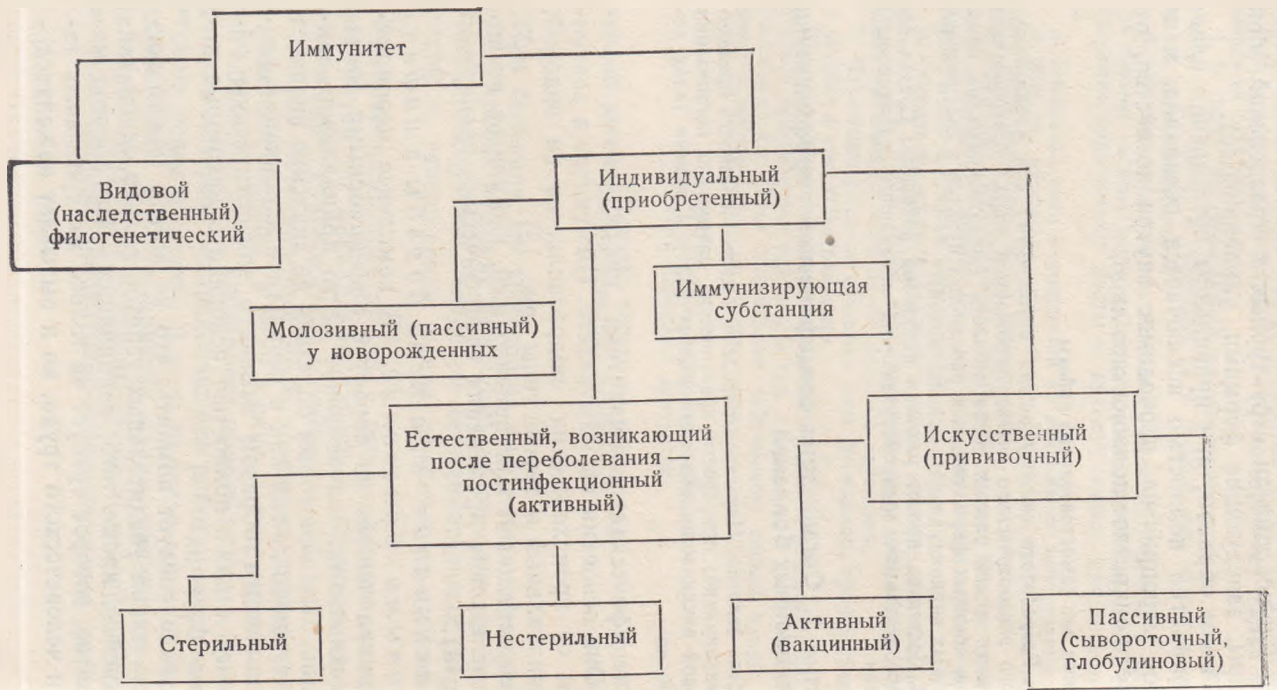 Иммунитет
Видовой
(наследственный)
филогенетический
Индивидуальный
(приобретенный)
Молозивный (пассивный)
у новорожденных
Иммунизирующая
субстанция
Естественный, возникающий
после переболевания —
постинфекционный
(активный)
Искусственный
(прививочный)
Стерильный
Нестерильный
Активный
(вакцинный)
Пассивный
(сывороточный,
глобулиновый)